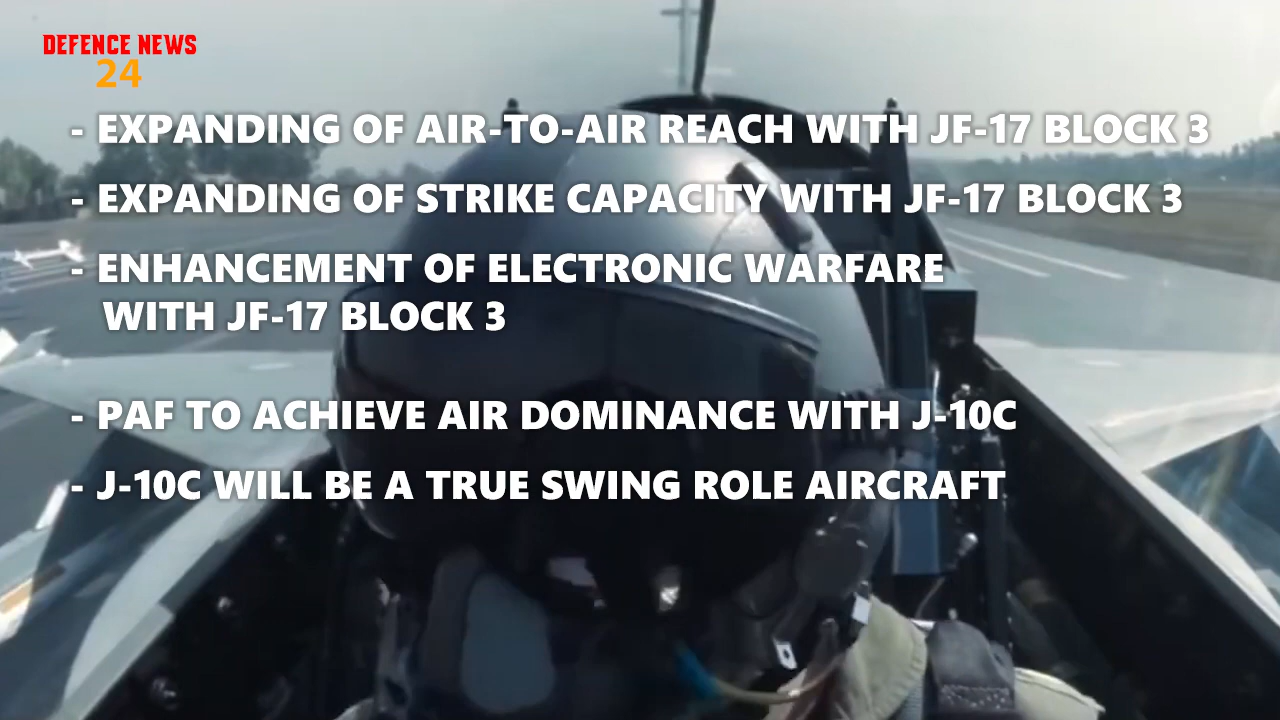 DEFENCE NEWS
24
- EXPANDING OF AIR-TO-AIR REACH WITH JF-17 BLOCK 3
- EXPANDING OF STRIKE CAPACITY WITH JF-17 BLOCK 3
- ENHANCEMENT OF ELECTRONIC WARFARE
WITH JF-17 BLOCK 3
- PAF TO ACHIEVE AIR DOMINANCE WITH J-10C
- J-10C WILL BE A TRUE SWING ROLE AIRCRAFT